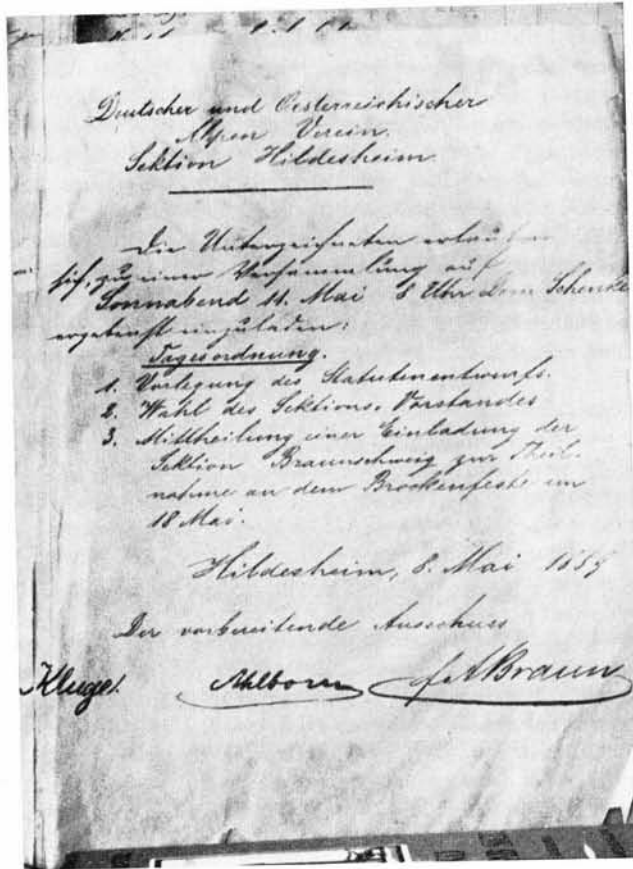 Deutscher und Oesterreichischer
Alpen Verein.
Sektion Hildesheim.
Die Unterzeichneten erlauben
sich, zu einer Versammlung auf
Sonnabend 11. Mai 8 Uhr Dom Schenke
ergebenst einzuladen:
Tagesordnung.
1. Vorlegung des Statutenentwurfs.
2. Wahl des Sektions-Vorstandes
3. Mittheilung einer Einladung der
Sektion Braunschweig zur Theil-
nahme an dem Brockenfeste am
18 Mai.
Hildesheim, 8. Mai 1889
Der vorbereitende Ausschuss
Kluge. Ahlborn Braun